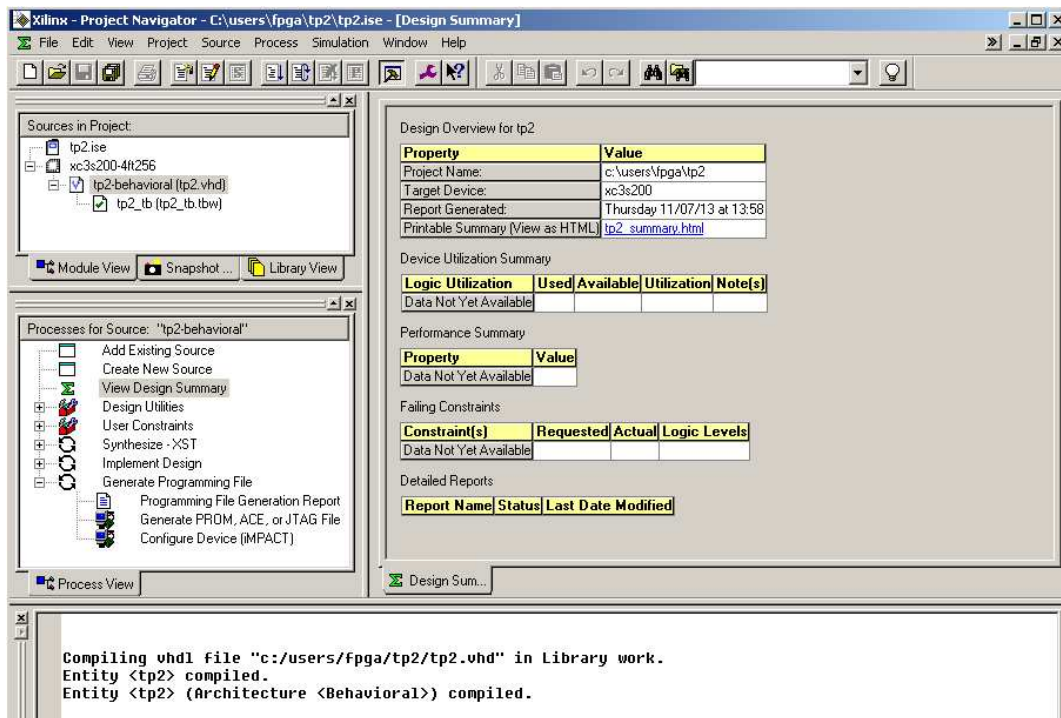 Xilinx - Project Navigator - C:\users\fpga\tp2\tp2.ise - [Design Summary]
File Edit View Project Source Process Simulation Window Help
Sources in Project:
tp2.ise
xc3s200-4ft256
tp2-behavioral (tp2.vhd)
tp2_tb (tp2_tb.tbw)
Module View Snapshot ... Library View
Processes for Source: "tp2-behavioral"
Add Existing Source
Create New Source
View Design Summary
Design Utilities
User Constraints
Synthesize - XST
Implement Design
Generate Programming File
Programming File Generation Report
Generate PROM, ACE, or JTAG File
Configure Device (iMPACT)
Process View
Design Overview for tp2
Property Value
Project Name: c:\users\fpga\tp2
Target Device: xc3s200
Report Generated: Thursday 11/07/13 at 13:58
Printable Summary (View as HTML) tp2_summary.html
Device Utilization Summary
Logic Utilization Used Available Utilization Note(s)
Data Not Yet Available
Performance Summary
Property Value
Data Not Yet Available
Failing Constraints
Constraint(s) Requested Actual Logic Levels
Data Not Yet Available
Detailed Reports
Report Name Status Last Date Modified
Design Sum...
Compiling vhdl file "c:/users/fpga/tp2/tp2.vhd" in Library work.
Entity <tp2> compiled.
Entity <tp2> (Architecture <Behavioral>) compiled.